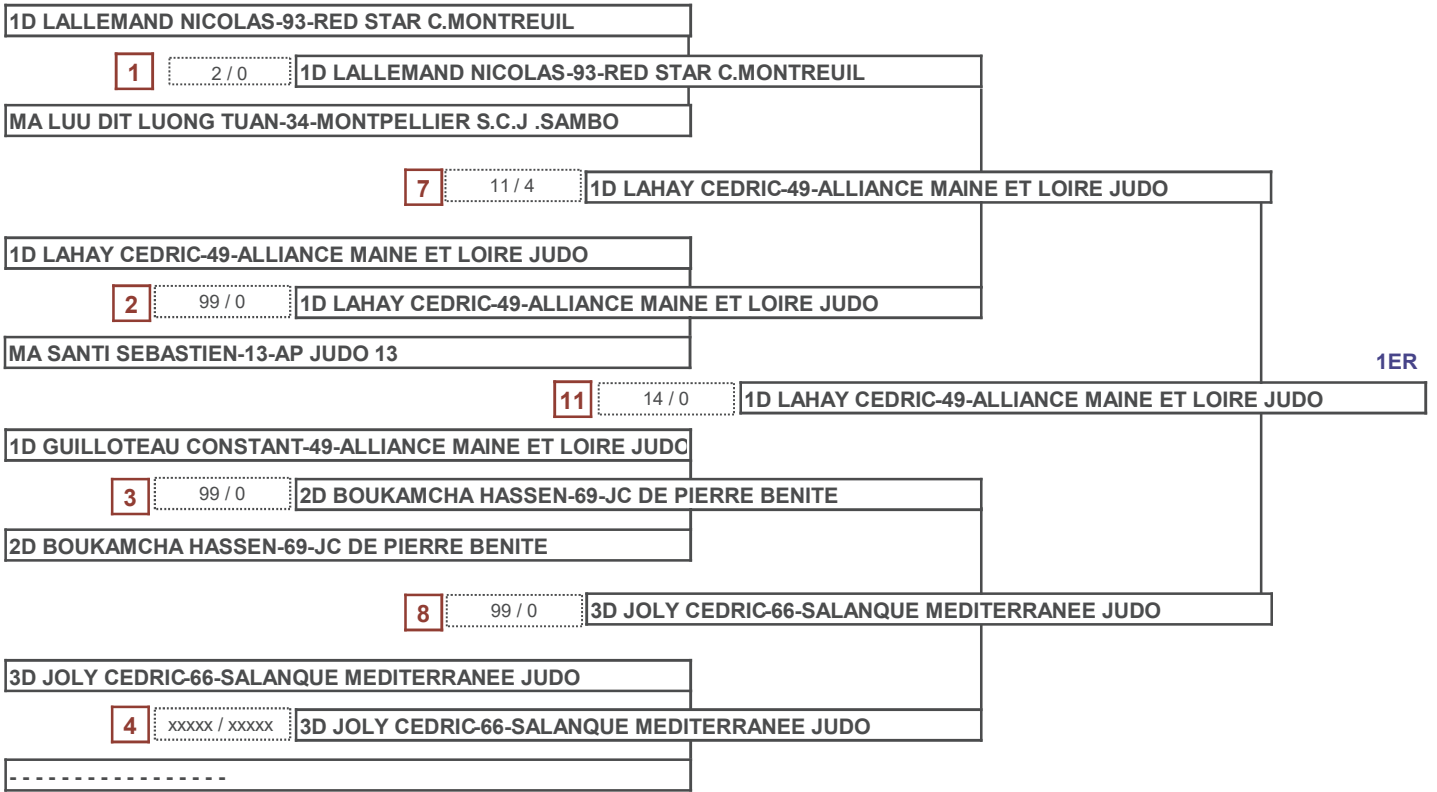 1D LALLEMAND NICOLAS-93-RED STAR C.MONTREUIL
1 2 / 0 1D LALLEMAND NICOLAS-93-RED STAR C.MONTREUIL
MA LUU DIT LUONG TUAN-34-MONTPELLIER S.C.J .SAMBO
7 11 / 4 1D LAHAY CEDRIC-49-ALLIANCE MAINE ET LOIRE JUDO
1D LAHAY CEDRIC-49-ALLIANCE MAINE ET LOIRE JUDO
2 99 / 0 1D LAHAY CEDRIC-49-ALLIANCE MAINE ET LOIRE JUDO
MA SANTI SEBASTIEN-13-AP JUDO 13
1ER
11 14 / 0 1D LAHAY CEDRIC-49-ALLIANCE MAINE ET LOIRE JUDO
1D GUILLOTEAU CONSTANT-49-ALLIANCE MAINE ET LOIRE JUDO
3 99 / 0 2D BOUKAMCHA HASSEN-69-JC DE PIERRE BENITE
2D BOUKAMCHA HASSEN-69-JC DE PIERRE BENITE
8 99 / 0 3D JOLY CEDRIC-66-SALANQUE MEDITERRANEE JUDO
3D JOLY CEDRIC-66-SALANQUE MEDITERRANEE JUDO
4 xxxxx / xxxxx 3D JOLY CEDRIC-66-SALANQUE MEDITERRANEE JUDO
- - - - - - - - - - - - - - - - -